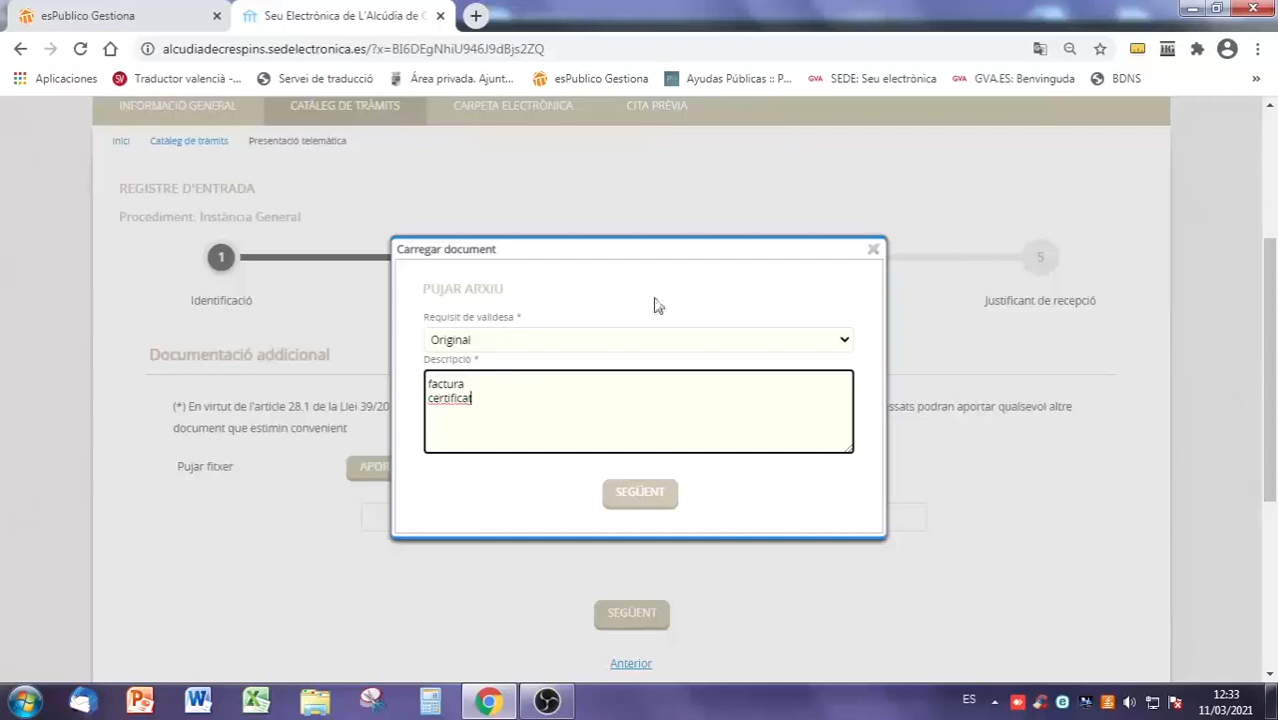 esPublico Gestiona
Seu Electrònica de L'Alcúdia de C
alcudiadecrespins.sedelectronica.es/?x=BI6DEgNhiU946J9dBjs2ZQ
Aplicaciones
Traductor valencià -...
Servei de traducció
Área privada. Ajunt...
esPublico Gestiona
Ayudas Públicas :: P...
SEDE: Seu electrònica
GVA.ES: Benvinguda
BDNS
»
INFORMACIÓ GENERAL
CATÀLEG DE TRÀMITS
CARPETA ELECTRÒNICA
CITA PRÈVIA
Inici
Catàleg de tràmits
Presentació telemàtica
REGISTRE D'ENTRADA
Procediment: Instància General
1
5
Identificació
Justificant de recepció
Documentació addicional
(*) En virtut de l'article 28.1 de la Llei 39/20
ssats podran aportar qualsevol altre
document que estimin convenient
Pujar fitxer
APOR
Carregar document
PUJAR ARXIU
Requisit de validesa *
Original
Descripció *
factura
certificat
SEGÜENT
SEGÜENT
Anterior
ES
12:33
11/03/2021